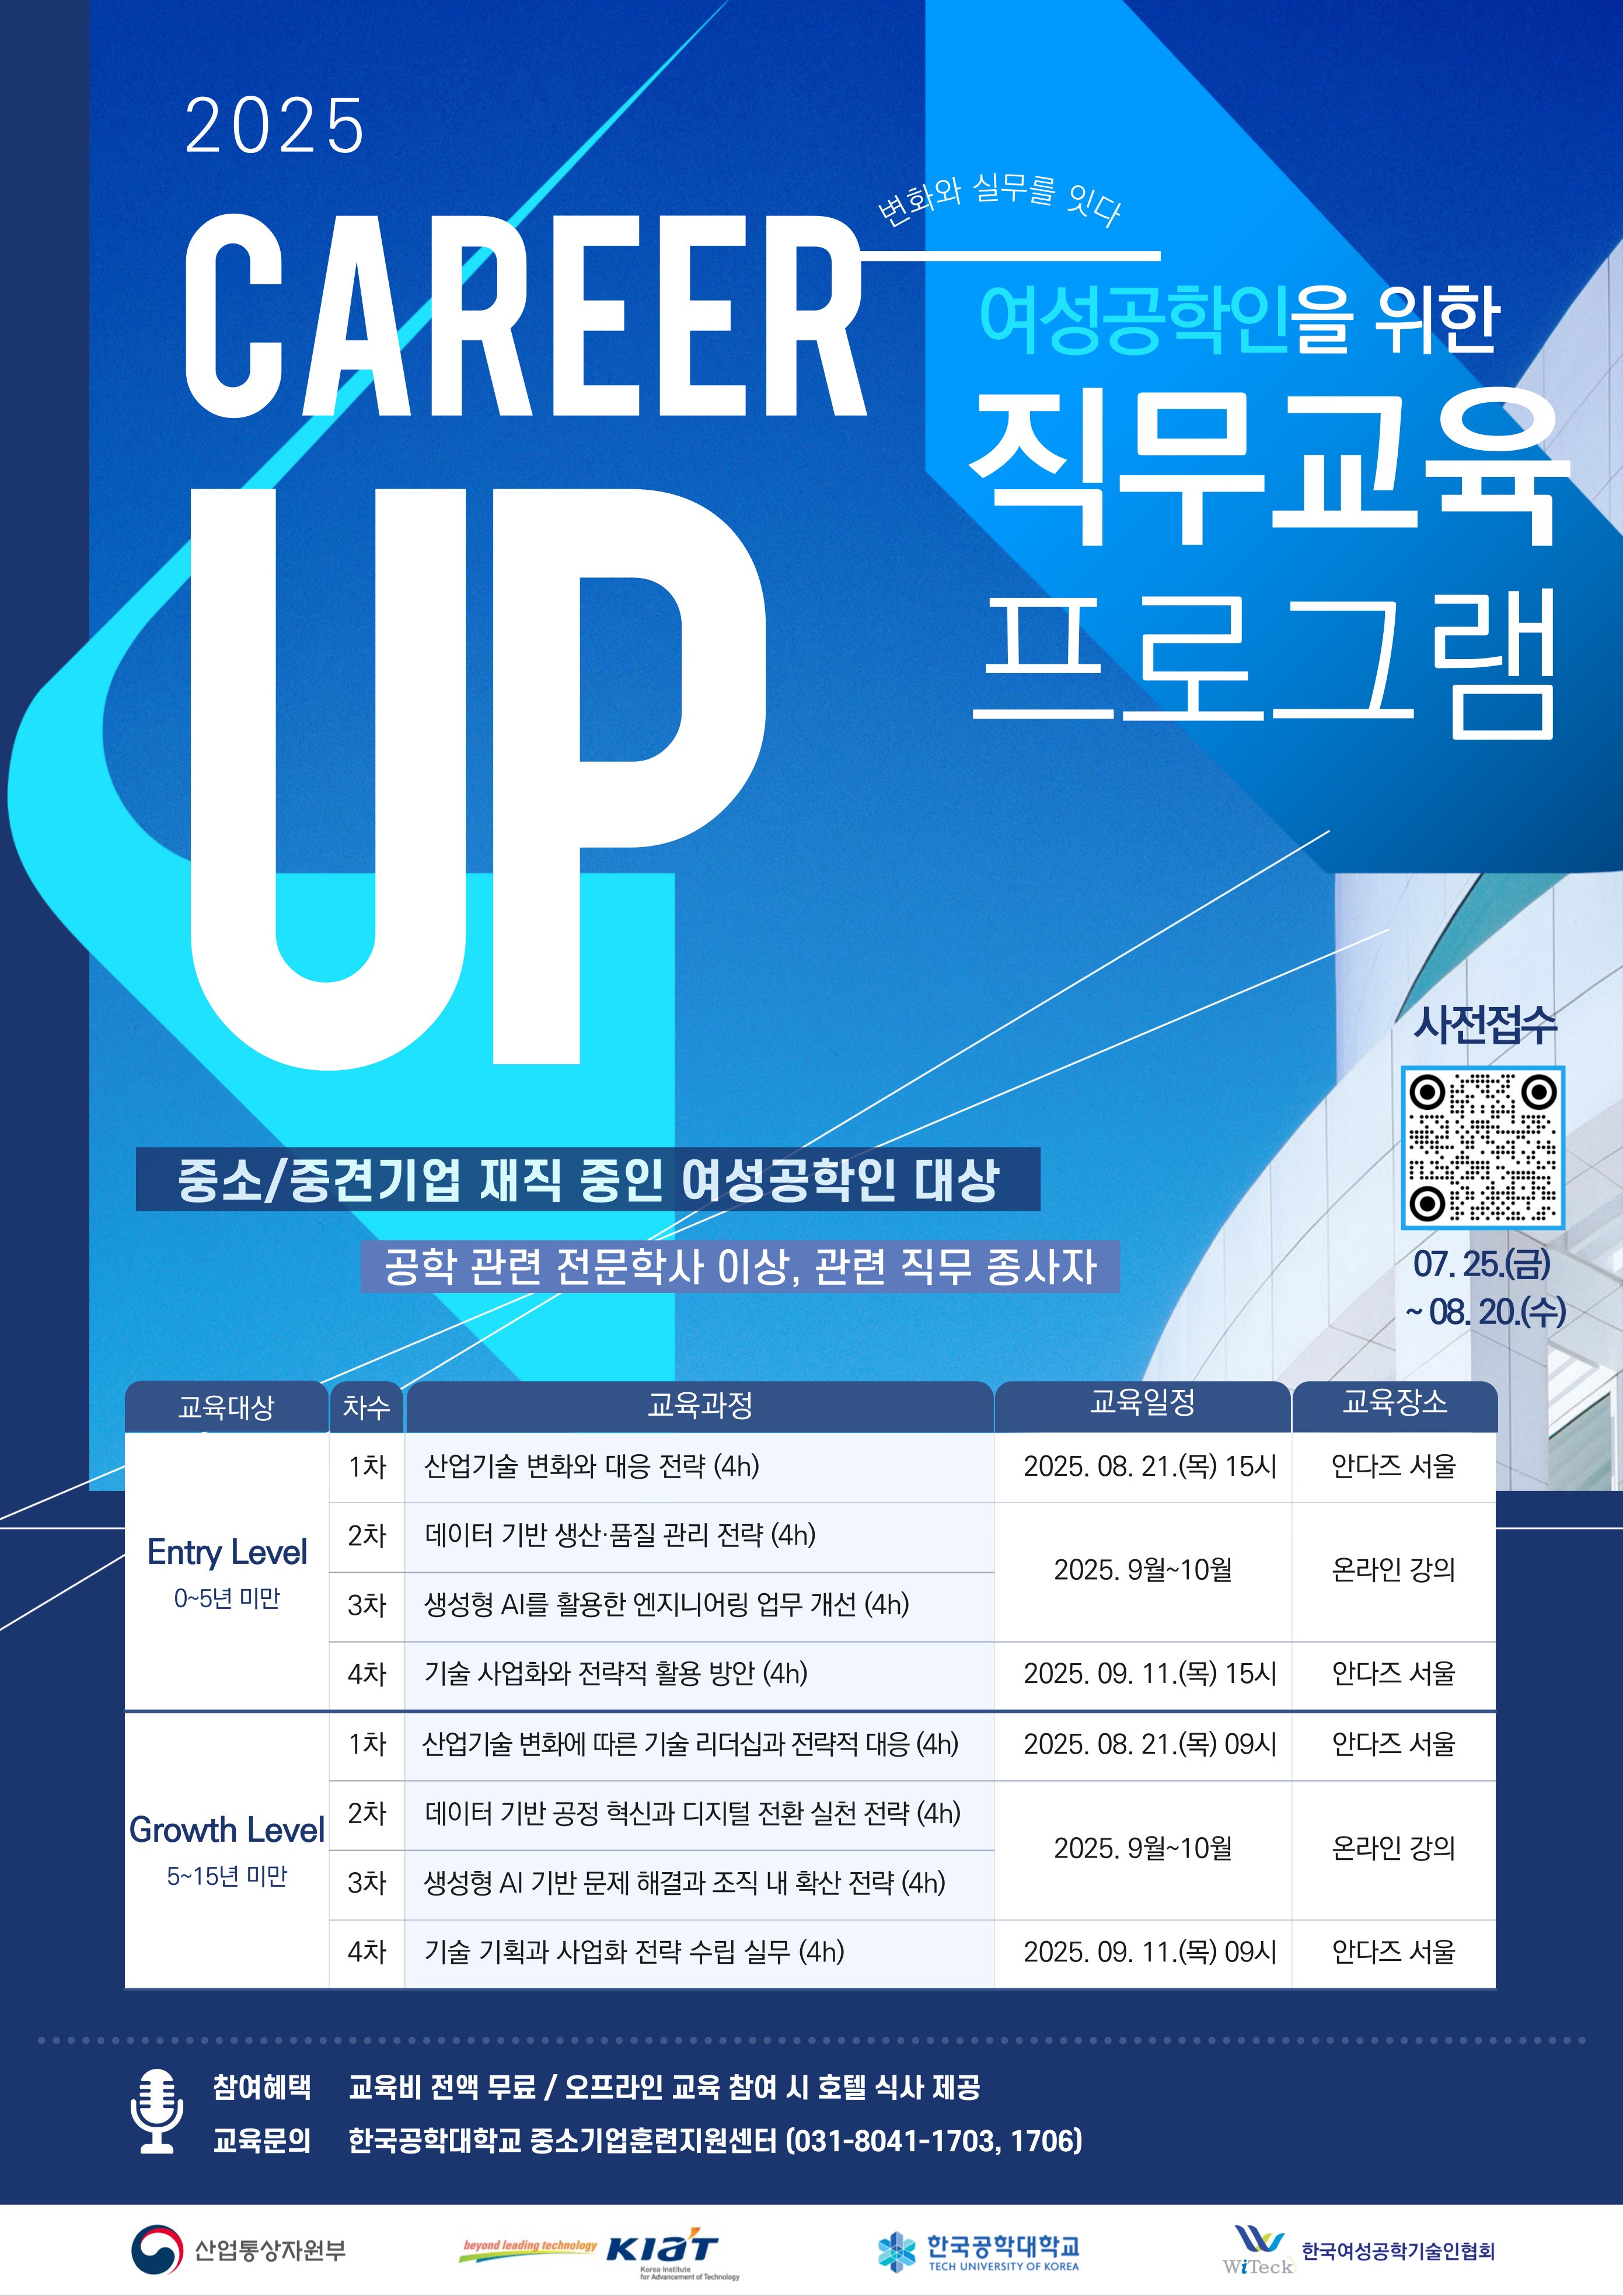 2025
변화와 실무를 잇다
CAREER
UP
여성공학인을 위한
직무교육
프로그램
사전접수
07. 25.(금)
~ 08. 20.(수)
중소/중견기업 재직 중인 여성공학인 대상
공학 관련 전문학사 이상, 관련 직무 종사자
교육대상 차수 교육과정 교육일정 교육장소
Entry Level
0~5년 미만
1차 산업기술 변화와 대응 전략 (4h) 2025. 08. 21.(목) 15시 안다즈 서울
2차 데이터 기반 생산·품질 관리 전략 (4h)
2025. 9월~10월 온라인 강의
3차 생성형 AI를 활용한 엔지니어링 업무 개선 (4h)
4차 기술 사업화와 전략적 활용 방안 (4h) 2025. 09. 11.(목) 15시 안다즈 서울
Growth Level
5~15년 미만
1차 산업기술 변화에 따른 기술 리더십과 전략적 대응 (4h) 2025. 08. 21.(목) 09시 안다즈 서울
2차 데이터 기반 공정 혁신과 디지털 전환 실천 전략 (4h)
2025. 9월~10월 온라인 강의
3차 생성형 AI 기반 문제 해결과 조직 내 확산 전략 (4h)
4차 기술 기획과 사업화 전략 수립 실무 (4h) 2025. 09. 11.(목) 09시 안다즈 서울
참여혜택 교육비 전액 무료 / 오프라인 교육 참여 시 호텔 식사 제공
교육문의 한국공학대학교 중소기업훈련지원센터 (031-8041-1703, 1706)
산업통상자원부
beyond leading technology KIAT
Korea Institute
for Advancement of Technology
한국공학대학교
TECH UNIVERSITY OF KOREA
WiTeck 한국여성공학기술인협회